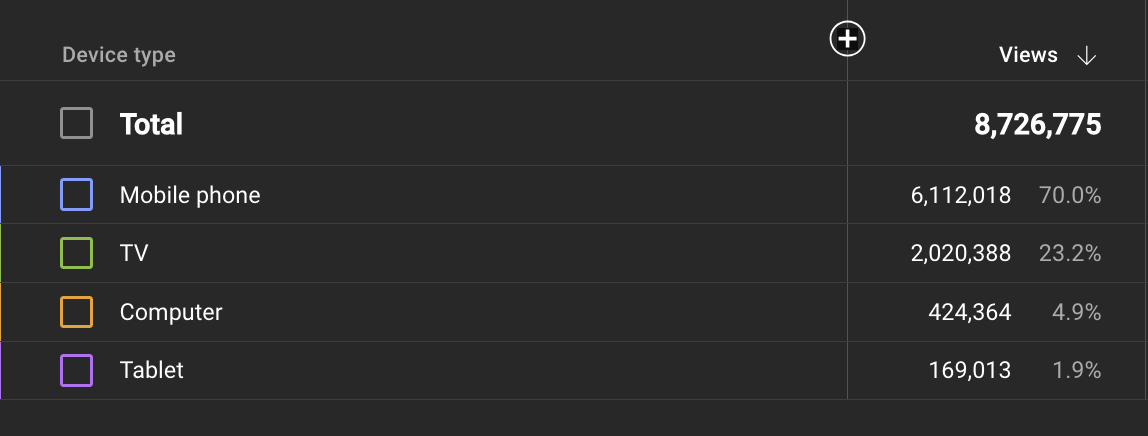 Device type Views
Total 8,726,775
Mobile phone 6,112,018 70.0%
TV 2,020,388 23.2%
Computer 424,364 4.9%
Tablet 169,013 1.9%